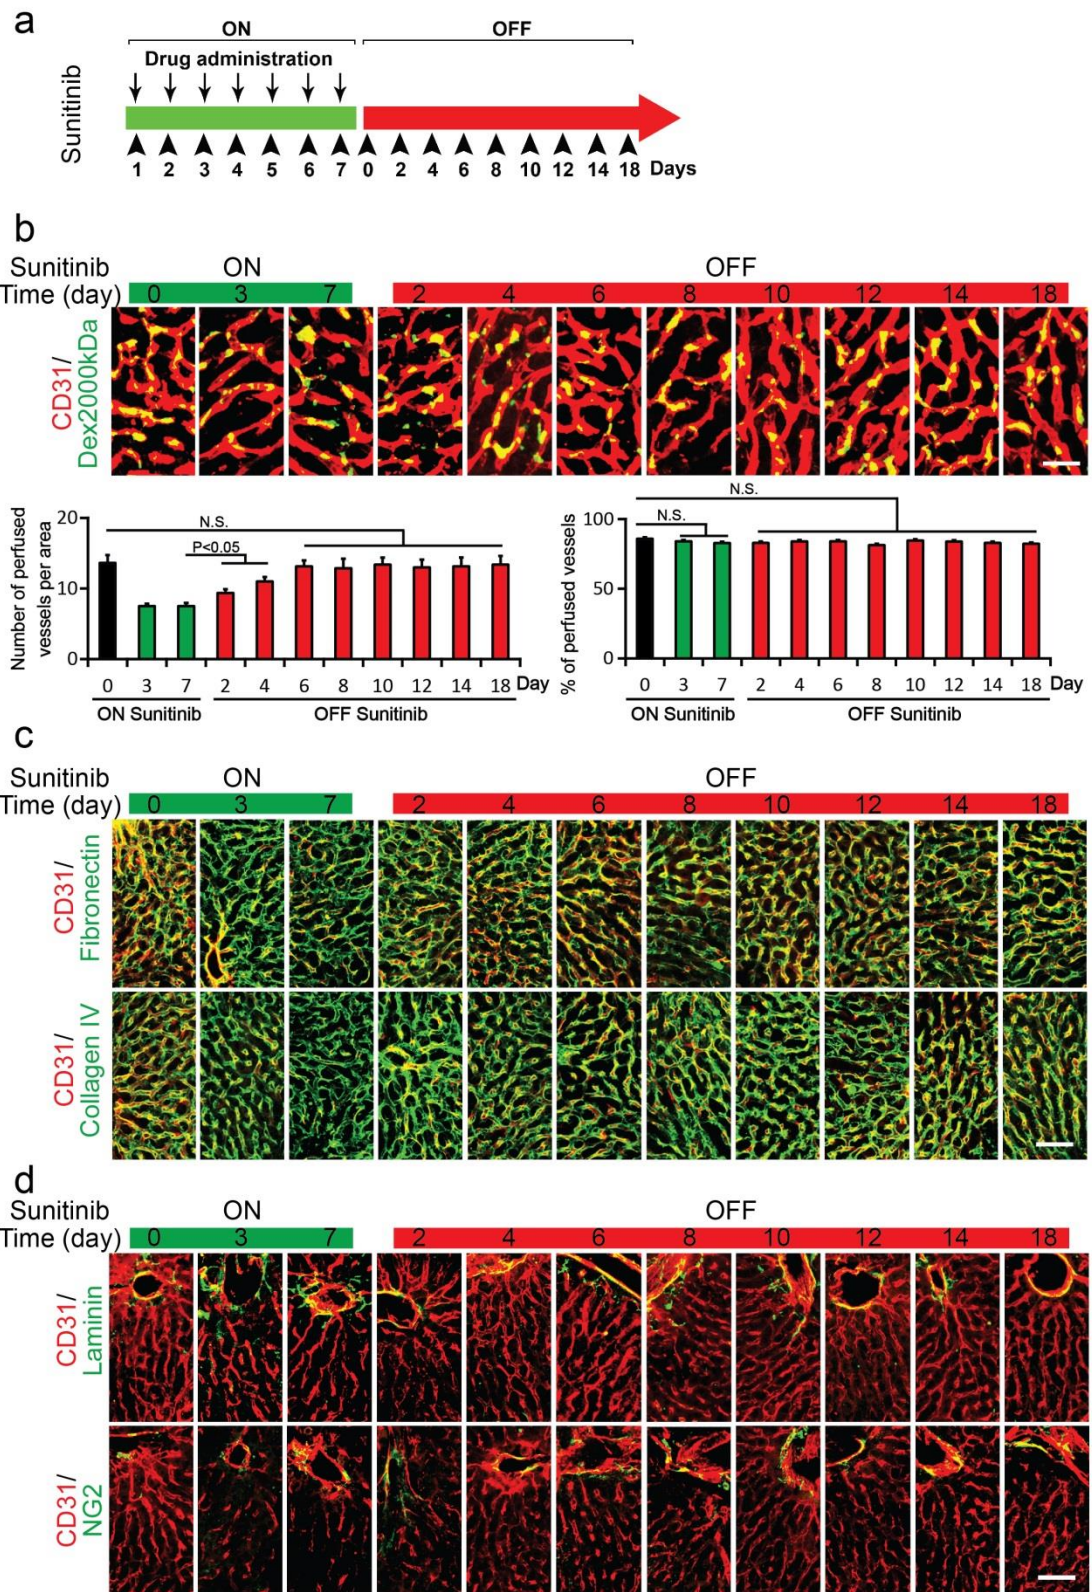 a
ON OFF
Drug administration
Sunitinib
1 2 3 4 5 6 7 0 2 4 6 8 10 12 14 18 Days
b
Sunitinib ON OFF
Time (day) 0 3 7 2 4 6 8 10 12 14 18
CD31/
Dex2000kDa
Number of perfused
vessels per area
20
10
0
N.S.
P<0.05
0 3 7 2 4 6 8 10 12 14 18 Day
ON Sunitinib OFF Sunitinib
% of perfused vessels
100
50
0
N.S.
N.S.
0 3 7 2 4 6 8 10 12 14 18 Day
ON Sunitinib OFF Sunitinib
c
Sunitinib ON OFF
Time (day) 0 3 7 2 4 6 8 10 12 14 18
CD31/
Fibronectin
CD31/
Collagen IV
d
Sunitinib ON OFF
Time (day) 0 3 7 2 4 6 8 10 12 14 18
CD31/
Laminin
CD31/
NG2